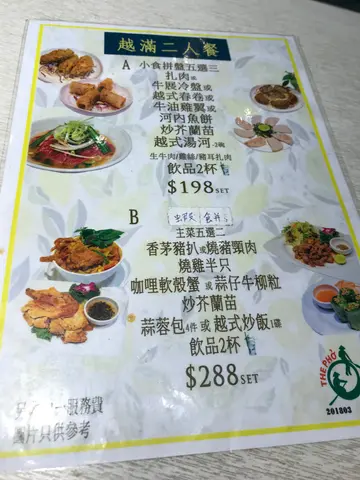 越滿二人餐
A 小食拼盤五選三
扎肉或
牛展冷盤或
越式春卷或
牛油雞翼或
河內魚餅
炒芥蘭苗
越式湯河-2碗
生牛肉/雞絲/豬耳扎肉
飲品2杯
$198SET
B
主菜五選二
香茅豬扒或燒豬頸肉
燒雞半只
咖喱軟殼蟹或蒜仔牛柳粒
炒芥蘭苗
蒜蓉包4件或越式炒飯1碟
飲品2杯
$288SET
服務費
圖片只供參考
THE PHỞ
201803